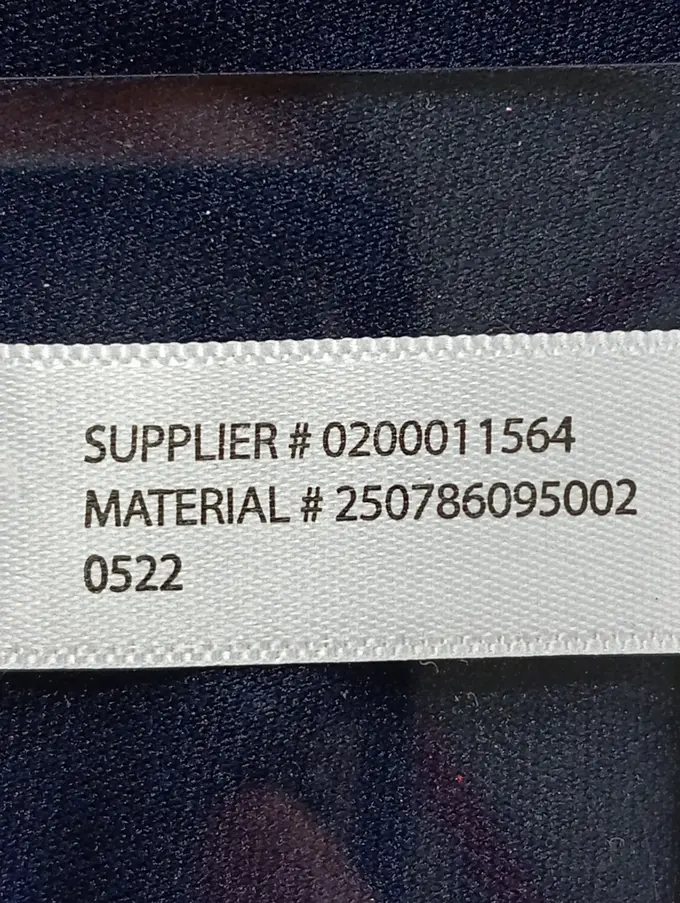 SUPPLIER # 0200011564
MATERIAL # 250786095002
0522